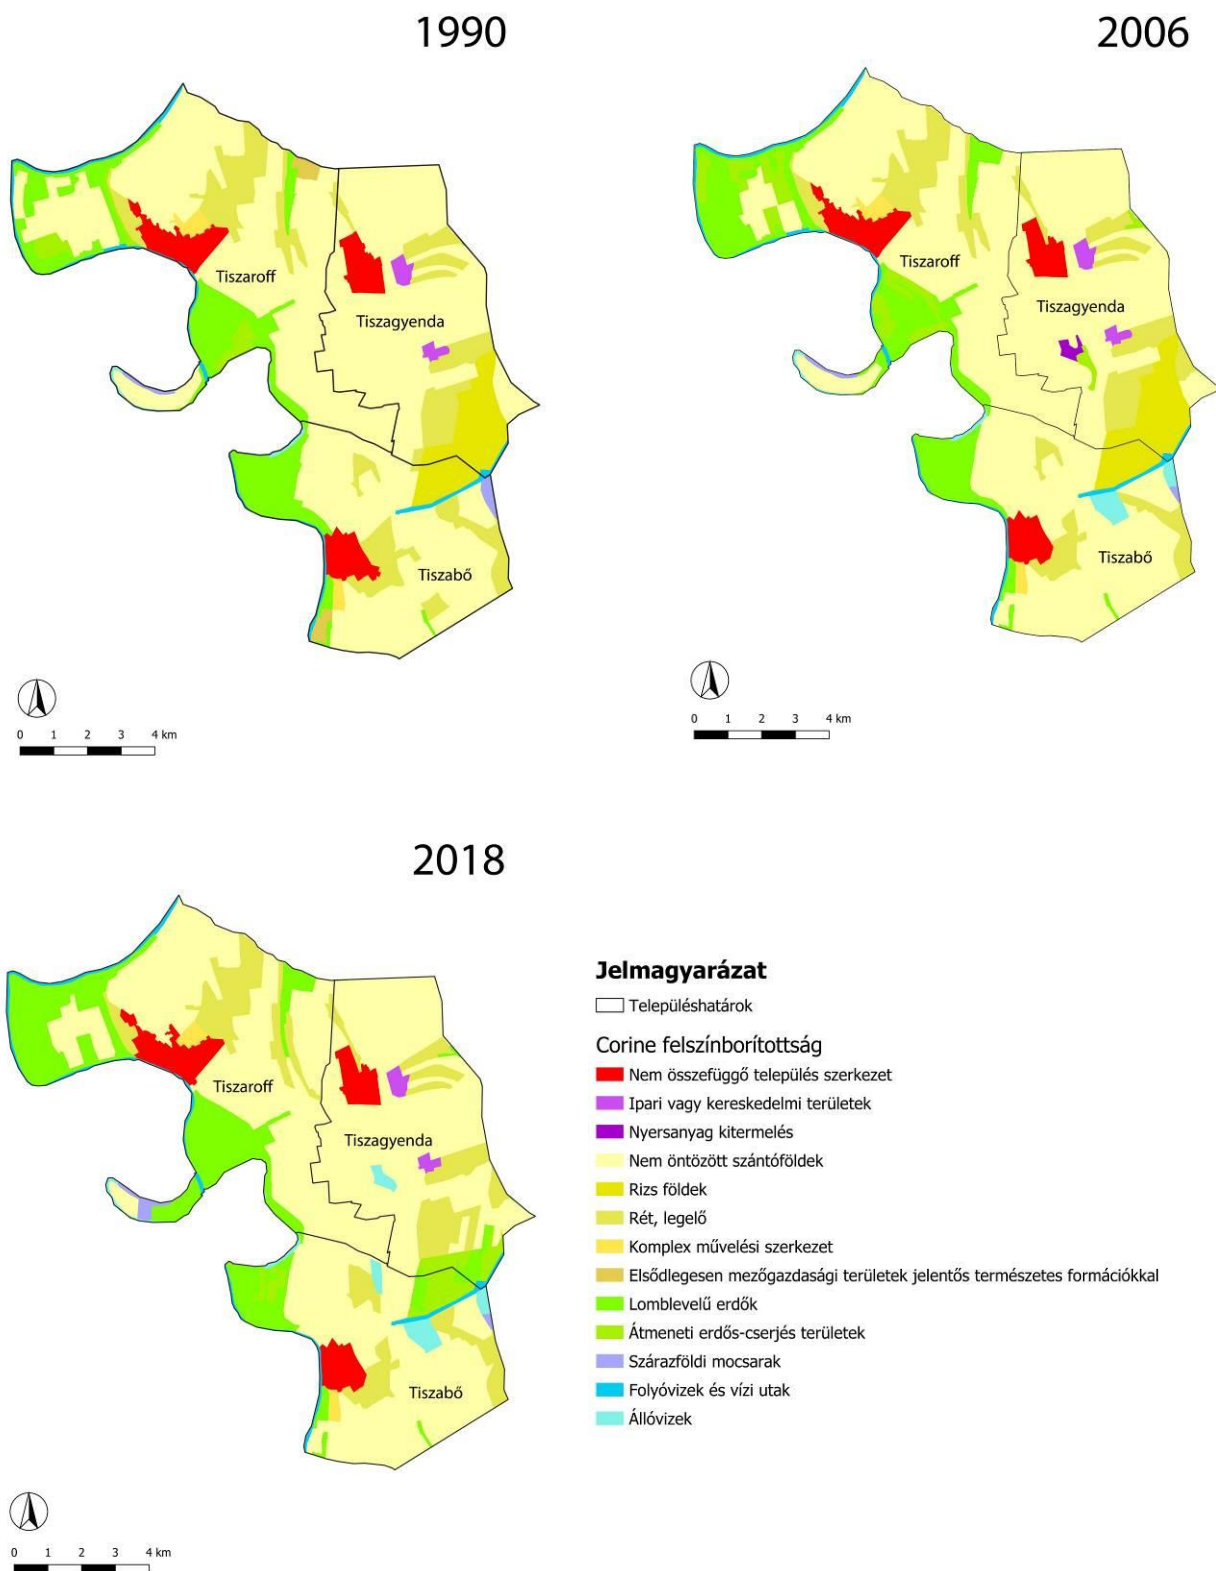 1990
2006
Tiszaroff
Tiszagyenda
Tiszabő
0 1 2 3 4 km
Tiszaroff
Tiszagyenda
Tiszabő
0 1 2 3 4 km
2018
Tiszaroff
Tiszagyenda
Tiszabő
0 1 2 3 4 km
Jelmagyarázat
Településhatárok
Corine felszínborítottság
Nem összefüggő település szerkezet
Ipari vagy kereskedelmi területek
Nyersanyag kitermelés
Nem öntözött szántóföldek
Rizs földek
Rét, legelő
Komplex művelési szerkezet
Elsődlegesen mezőgazdasági területek jelentős természetes formációkkal
Lomblevelű erdők
Átmeneti erdős-cserjés területek
Szárazföldi mocsarak
Folyóvizek és vízi utak
Állóvizek